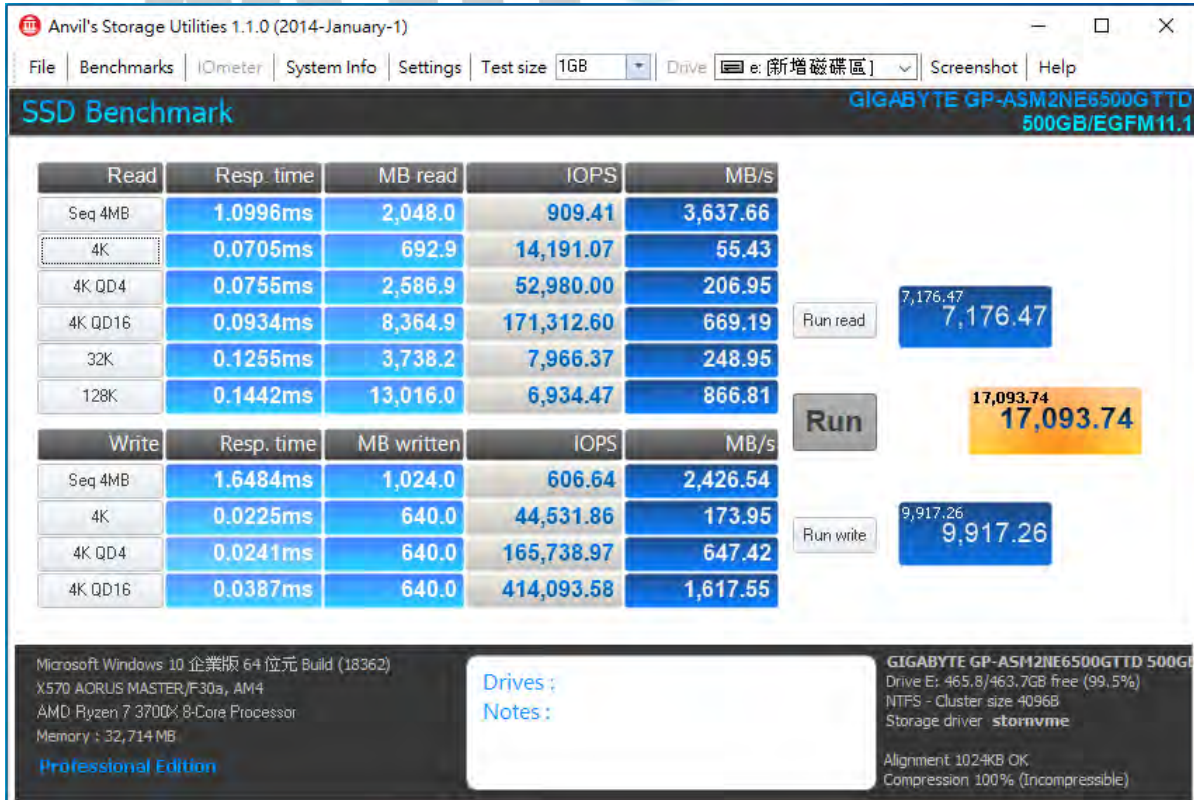 Anvil's Storage Utilities 1.1.0 (2014-January-1)
File Benchmarks IOmeter System Info Settings Test size 1GB Drive e: [新增磁碟區] Screenshot Help
SSD Benchmark
GIGABYTE GP-ASM2NE6500GTTD
500GB/EGFM11.1
Read Resp. time MB read IOPS MB/s
Seq 4MB 1.0996ms 2,048.0 909.41 3,637.66
4K 0.0705ms 692.9 14,191.07 55.43
4K QD4 0.0755ms 2,586.9 52,980.00 206.95
4K QD16 0.0934ms 8,364.9 171,312.60 669.19
32K 0.1255ms 3,738.2 7,966.37 248.95
128K 0.1442ms 13,016.0 6,934.47 866.81
Run read
7,176.47
7,176.47
Run
17,093.74
17,093.74
Write Resp. time MB written IOPS MB/s
Seq 4MB 1.6484ms 1,024.0 606.64 2,426.54
4K 0.0225ms 640.0 44,531.86 173.95
4K QD4 0.0241ms 640.0 165,738.97 647.42
4K QD16 0.0387ms 640.0 414,093.58 1,617.55
Run write
9,917.26
9,917.26
Microsoft Windows 10 企業版 64 位元 Build (18362)
X570 AORUS MASTER/F30a, AM4
AMD Ryzen 7 3700X 8-Core Processor
Memory : 32,714 MB
Professional Edition
Drives :
Notes :
GIGABYTE GP-ASM2NE6500GTTD 500G
Drive E: 465.8/463.7GB free (99.5%)
NTFS - Cluster size 4096B
Storage driver stornvme
Alignment 1024KB OK
Compression 100% (Incompressible)